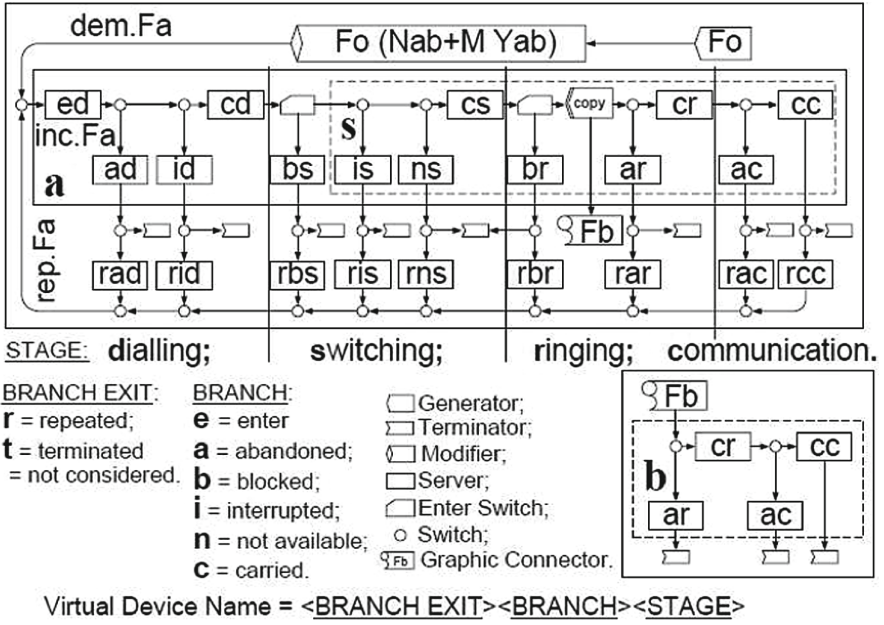 dem.Fa
Fo (Nab+M Yab)
Fo
ed
cd
cs
copy
cr
cc
inc.Fa
s
a
ad
id
bs
is
ns
br
ar
ac
Fb
rep.Fa
rad
rid
rbs
ris
rns
rbr
rar
rac
rcc
STAGE: dialling; switching; ringing; communication.
BRANCH EXIT:
r = repeated;
t = terminated
= not considered.
BRANCH:
e = enter
a = abandoned;
b = blocked;
i = interrupted;
n = not available;
c = carried.
Generator;
Terminator;
Modifier;
Server;
Enter Switch;
Switch;
Fb Graphic Connector.
Fb
cr
cc
b
ar
ac
Virtual Device Name = <BRANCH EXIT><BRANCH><STAGE>